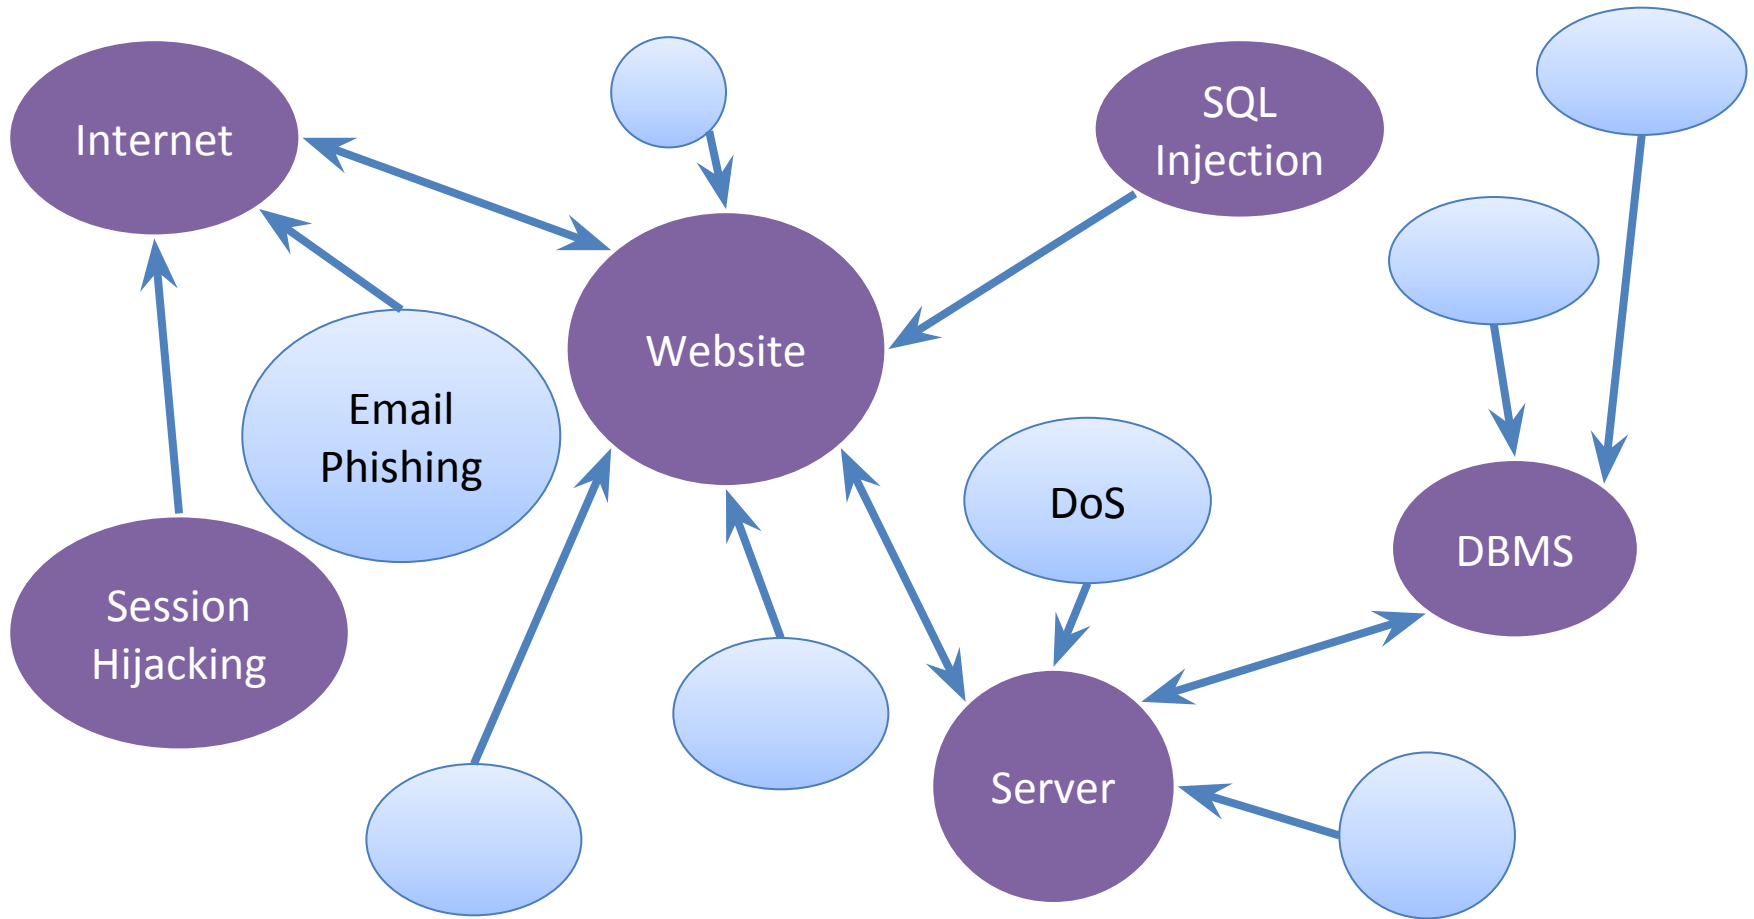 Internet
SQL
Injection
Website
Email
Phishing
DoS
DBMS
Session
Hijacking
Server